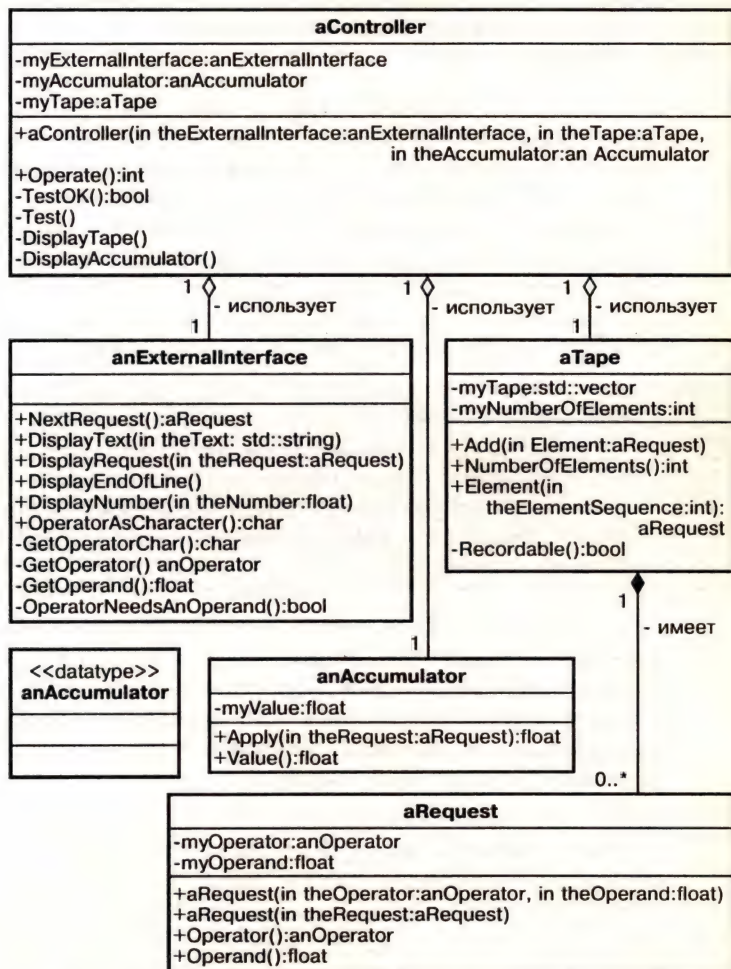 aController
-myExternalInterface:anExternalInterface
-myAccumulator:anAccumulator
-myTape:aTape
+aController(in theExternalInterface:anExternalInterface, in theTape:aTape,
in theAccumulator:an Accumulator
+Operate():int
-TestOK():bool
-Test()
-DisplayTape()
-DisplayAccumulator()
1
- использует
1
1
- использует
1
- использует
1
anExternalInterface
+NextRequest():aRequest
+DisplayText(in theText: std::string)
+DisplayRequest(in theRequest:aRequest)
+DisplayEndOfLine()
+DisplayNumber(in theNumber:float)
+OperatorAsCharacter():char
-GetOperatorChar():char
-GetOperator() anOperator
-GetOperand():float
-OperatorNeedsAnOperand():bool
aTape
-myTape:std::vector
-myNumberOfElements:int
+Add(in Element:aRequest)
+NumberOfElements():int
+Element(in
theElementSequence:int):
aRequest
-Recordable():bool
1
- имеет
<<datatype>>
anAccumulator
1
anAccumulator
-myValue:float
+Apply(in theRequest:aRequest):float
+Value():float
0..*
aRequest
-myOperator:anOperator
-myOperand:float
+aRequest(in theOperator:anOperator, in theOperand:float)
+aRequest(in theRequest:aRequest)
+Operator():anOperator
+Operand():float